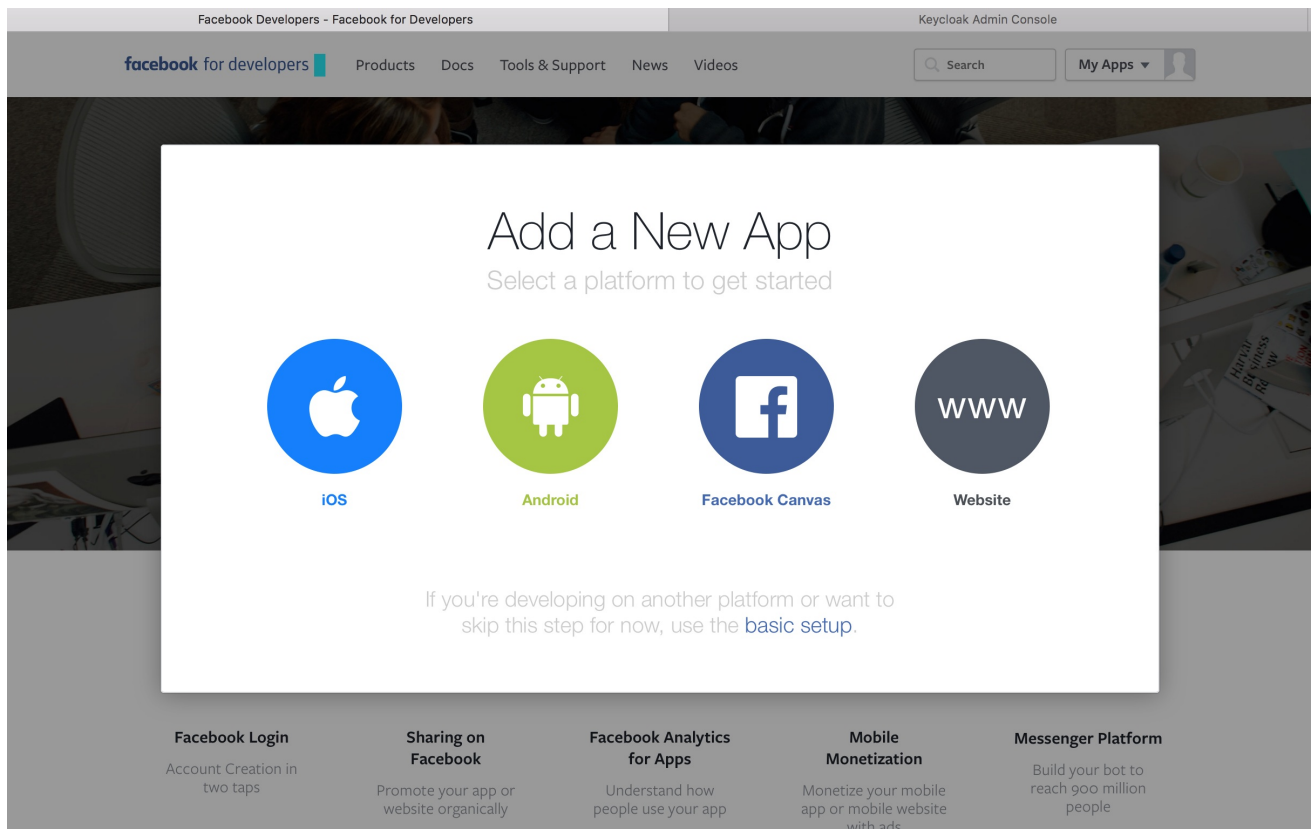 Facebook Developers - Facebook for Developers
Keycloak Admin Console
facebook for developers
Products
Docs
Tools & Support
News
Videos
Search
My Apps
Add a New App
Select a platform to get started
www
iOS
Android
Facebook Canvas
Website
If you're developing on another platform or want to
skip this step for now, use the basic setup.
Facebook Login
Account Creation in
two taps
Sharing on
Facebook
Promote your app or
website organically
Facebook Analytics
for Apps
Understand how
people use your app
Mobile
Monetization
Monetize your mobile
app or mobile website
with ads
Messenger Platform
Build your bot to
reach 900 million
people